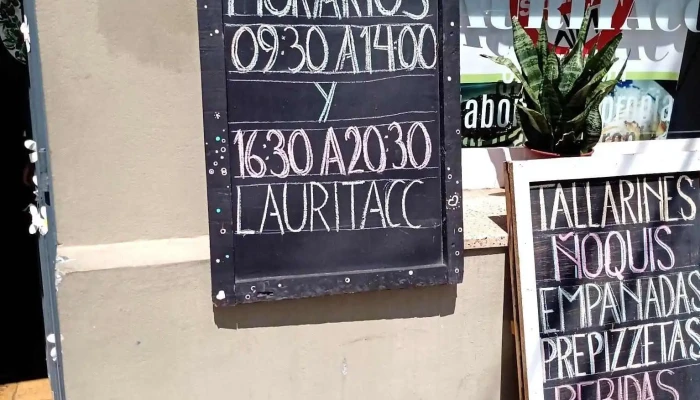 HORARIOS
09:30 A 14:00
Y
16:30 A 20:30
LAURITACC
TALLARINES
ÑOQUIS
EMPANADAS
PREPIZZETAS
BEBIDAS